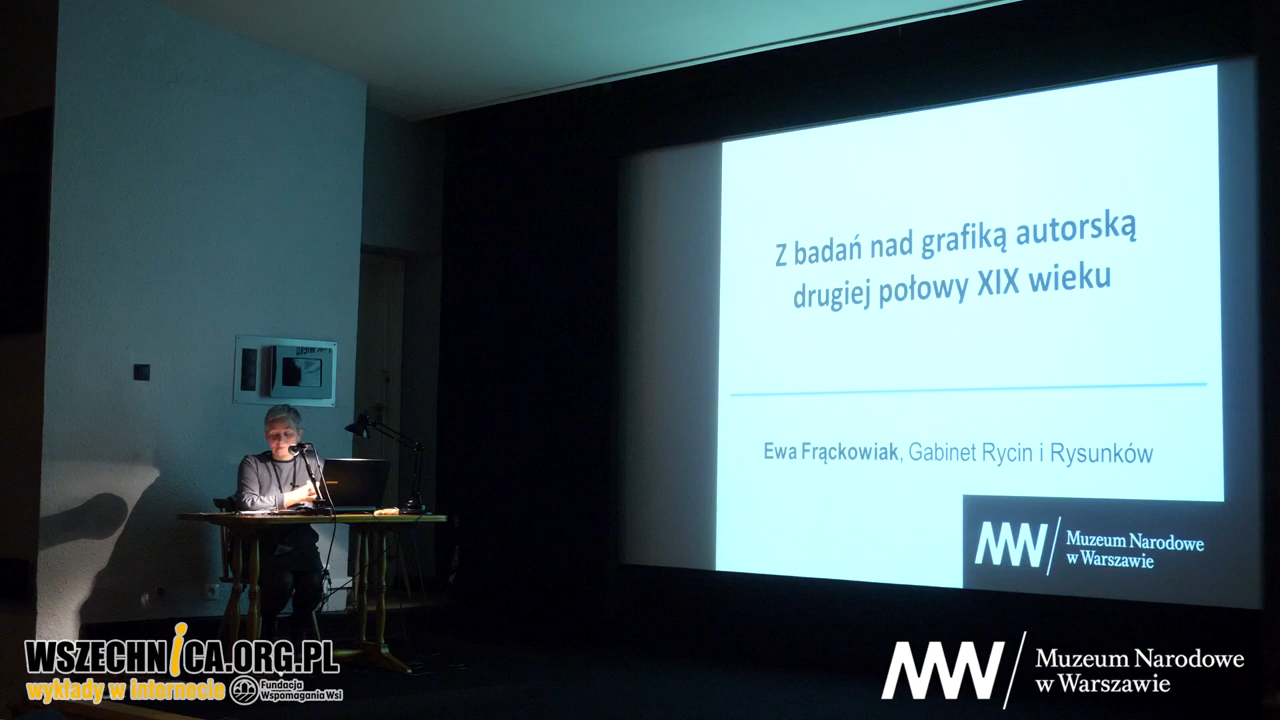 Z badań nad grafiką autorską
drugiej połowy XIX wieku
Ewa Frąckowiak, Gabinet Rycin i Rysunków
Muzeum Narodowe
w Warszawie
WSZECHNICA.ORG.PL
wykłady w internecie
Fundacja
Wspomagania Wsi
Muzeum Narodowe
w Warszawie